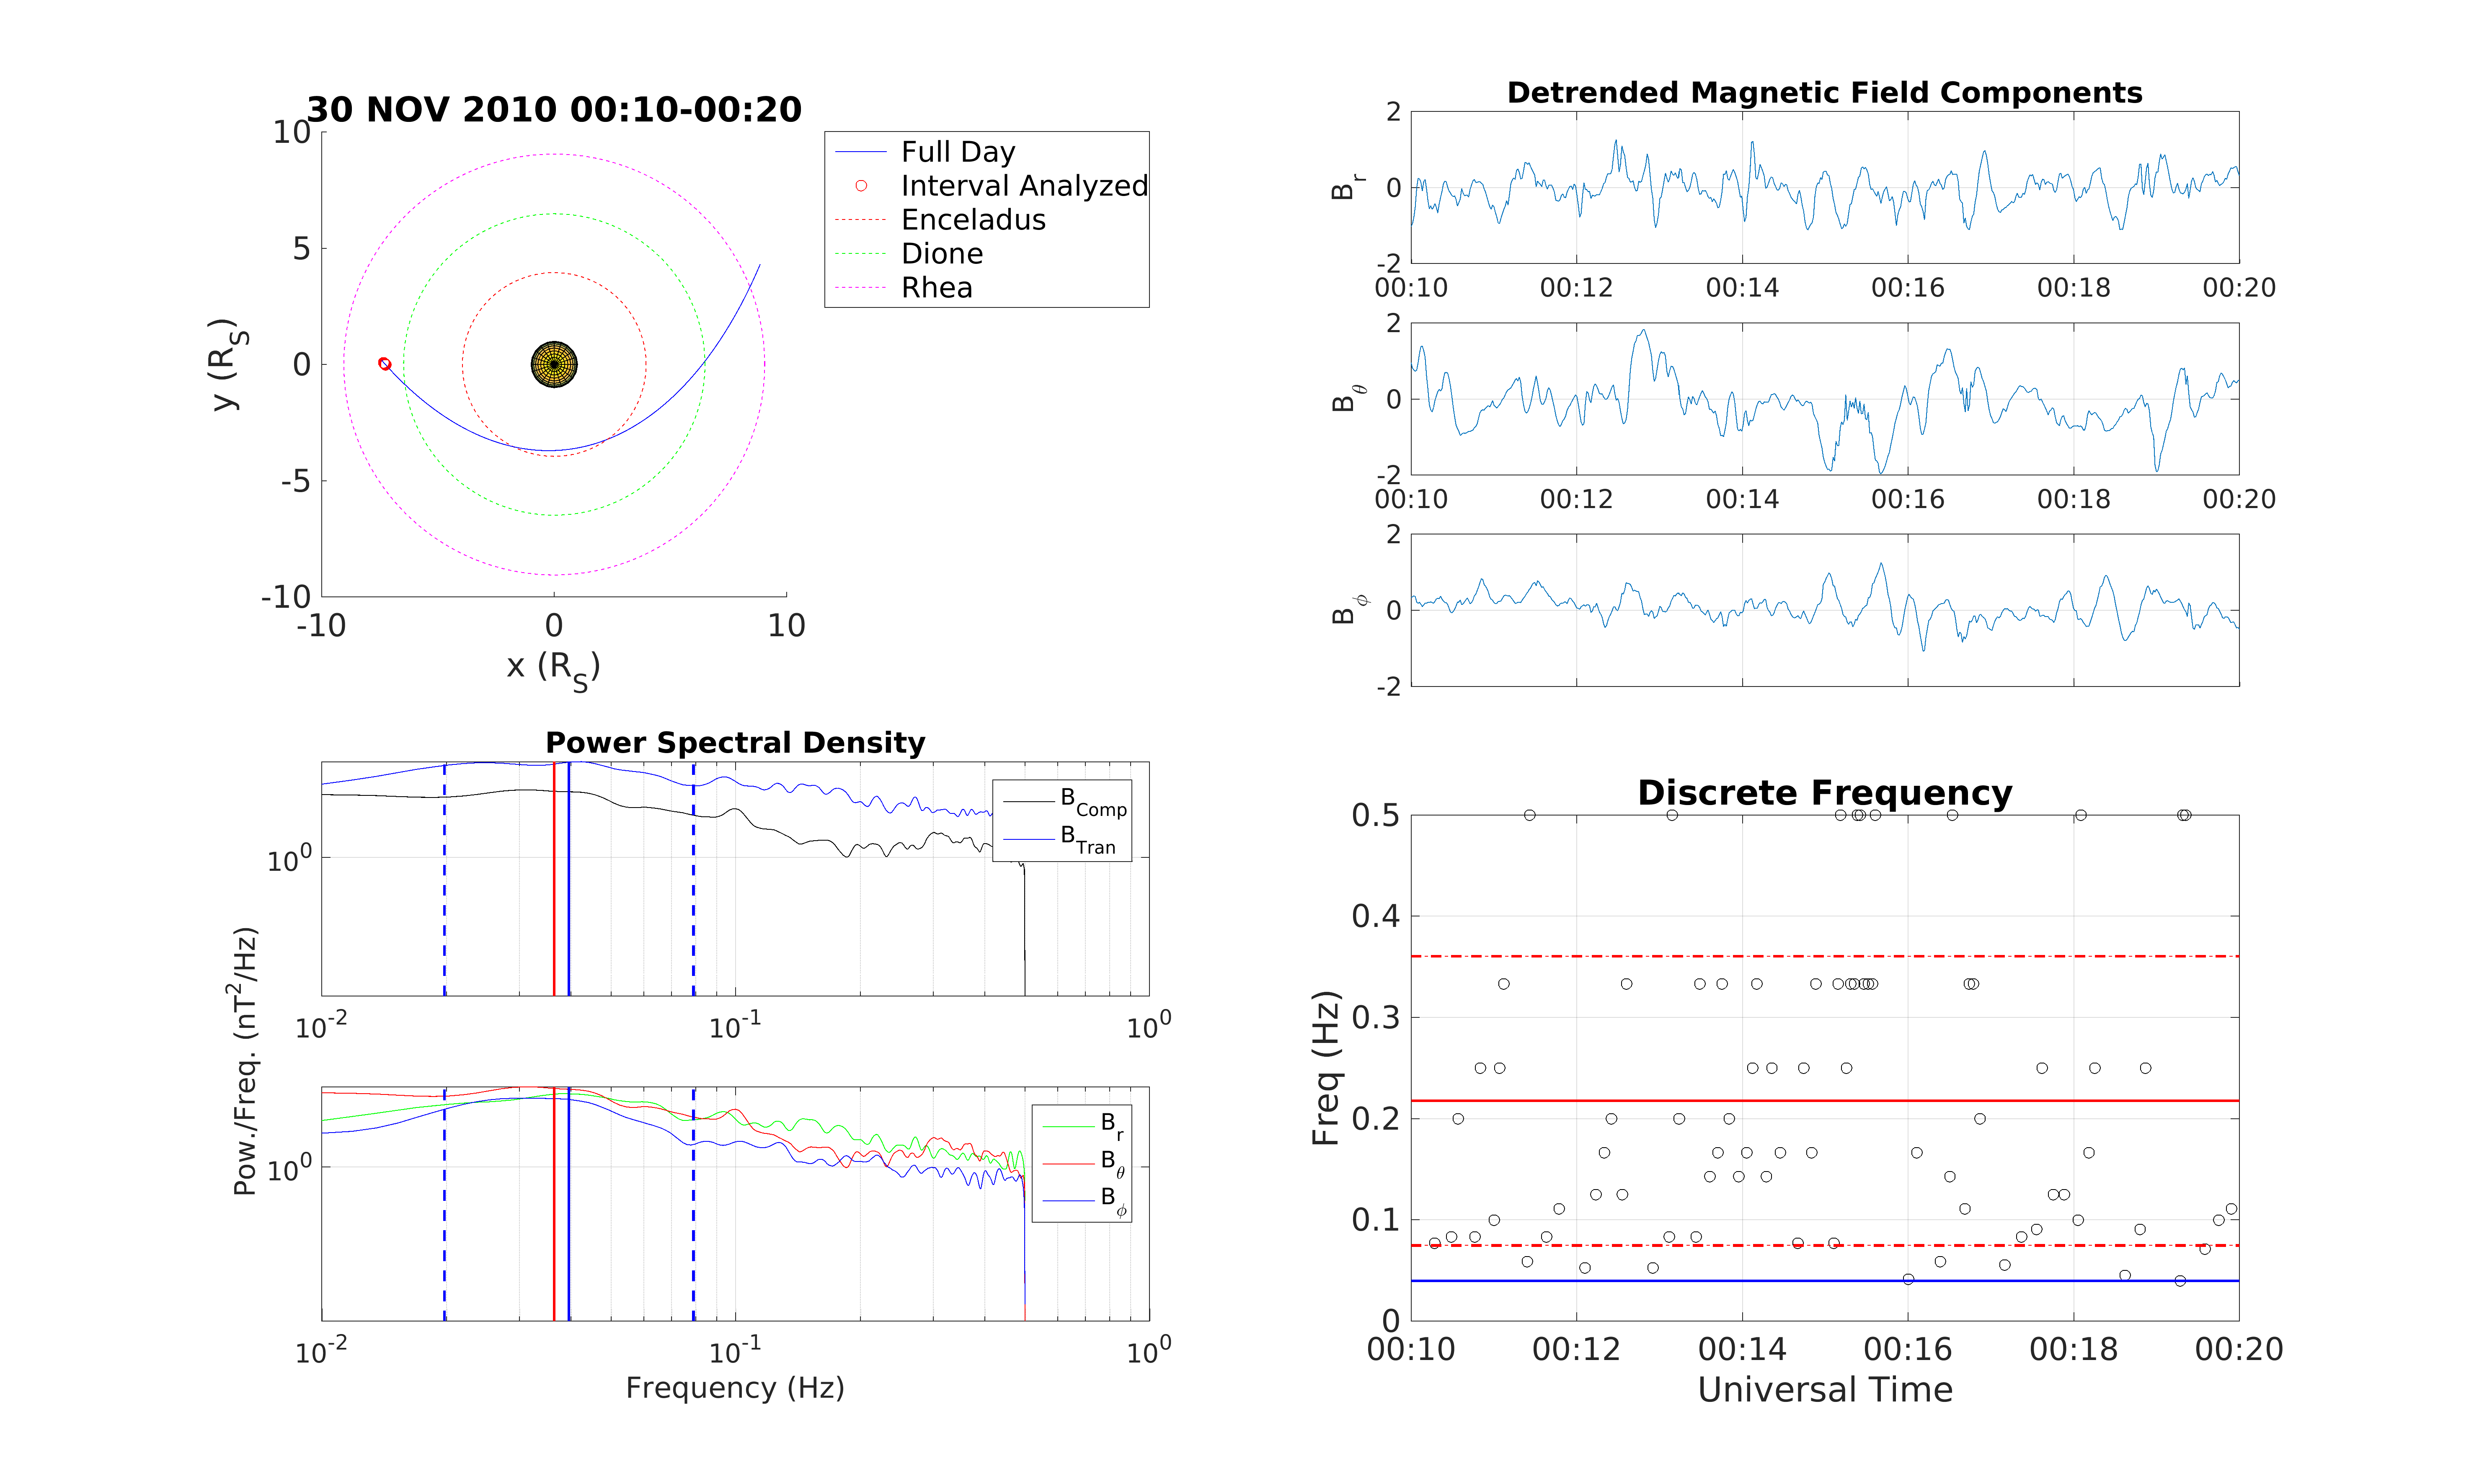 30 NOV 2010 00:10-00:20
10
5
0
-5
-10
-10
0
10
y (R_S)
x (R_S)
Full Day
Interval Analyzed
Enceladus
Dione
Rhea
Detrended Magnetic Field Components
B_r
2
0
-2
00:10
00:12
00:14
00:16
00:18
00:20
B_θ
2
0
-2
00:10
00:12
00:14
00:16
00:18
00:20
B_ϕ
2
0
-2
Power Spectral Density
10^0
10^-2
10^-1
10^0
B_Comp
B_Tran
Pow./Freq. (nT^2/Hz)
10^0
10^-2
10^-1
10^0
B_r
B_θ
B_ϕ
Frequency (Hz)
Discrete Frequency
Freq (Hz)
0.5
0.4
0.3
0.2
0.1
0
00:10
00:12
00:14
00:16
00:18
00:20
Universal Time